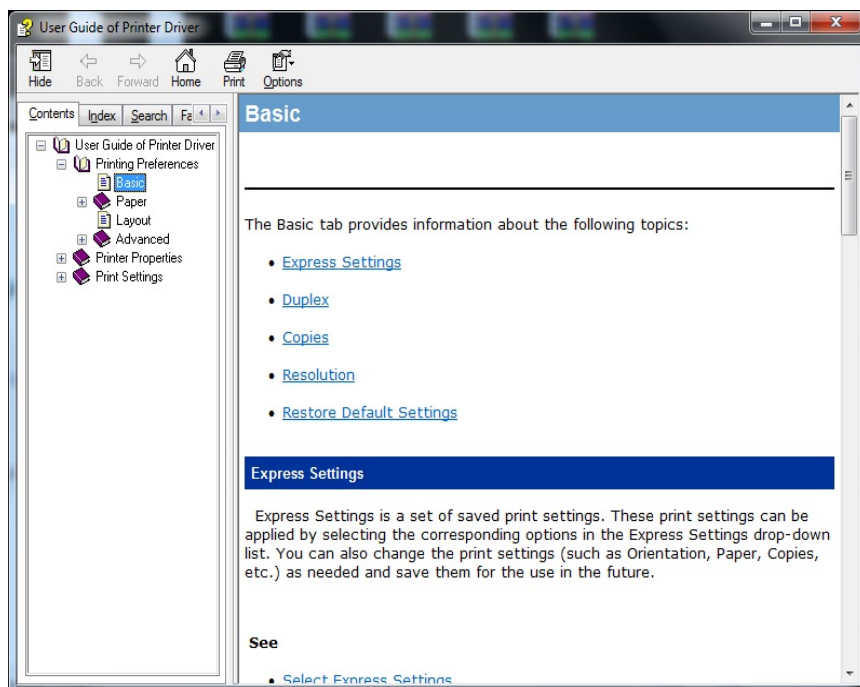 User Guide of Printer Driver
Hide Back Forward Home Print Options
Contents Index Search Fa
User Guide of Printer Driver
Printing Preferences
Basic
Paper
Layout
Advanced
Printer Properties
Print Settings
Basic
The Basic tab provides information about the following topics:
• Express Settings
• Duplex
• Copies
• Resolution
• Restore Default Settings
Express Settings
Express Settings is a set of saved print settings. These print settings can be
applied by selecting the corresponding options in the Express Settings drop-down
list. You can also change the print settings (such as Orientation, Paper, Copies,
etc.) as needed and save them for the use in the future.
See
• Select Express Settings